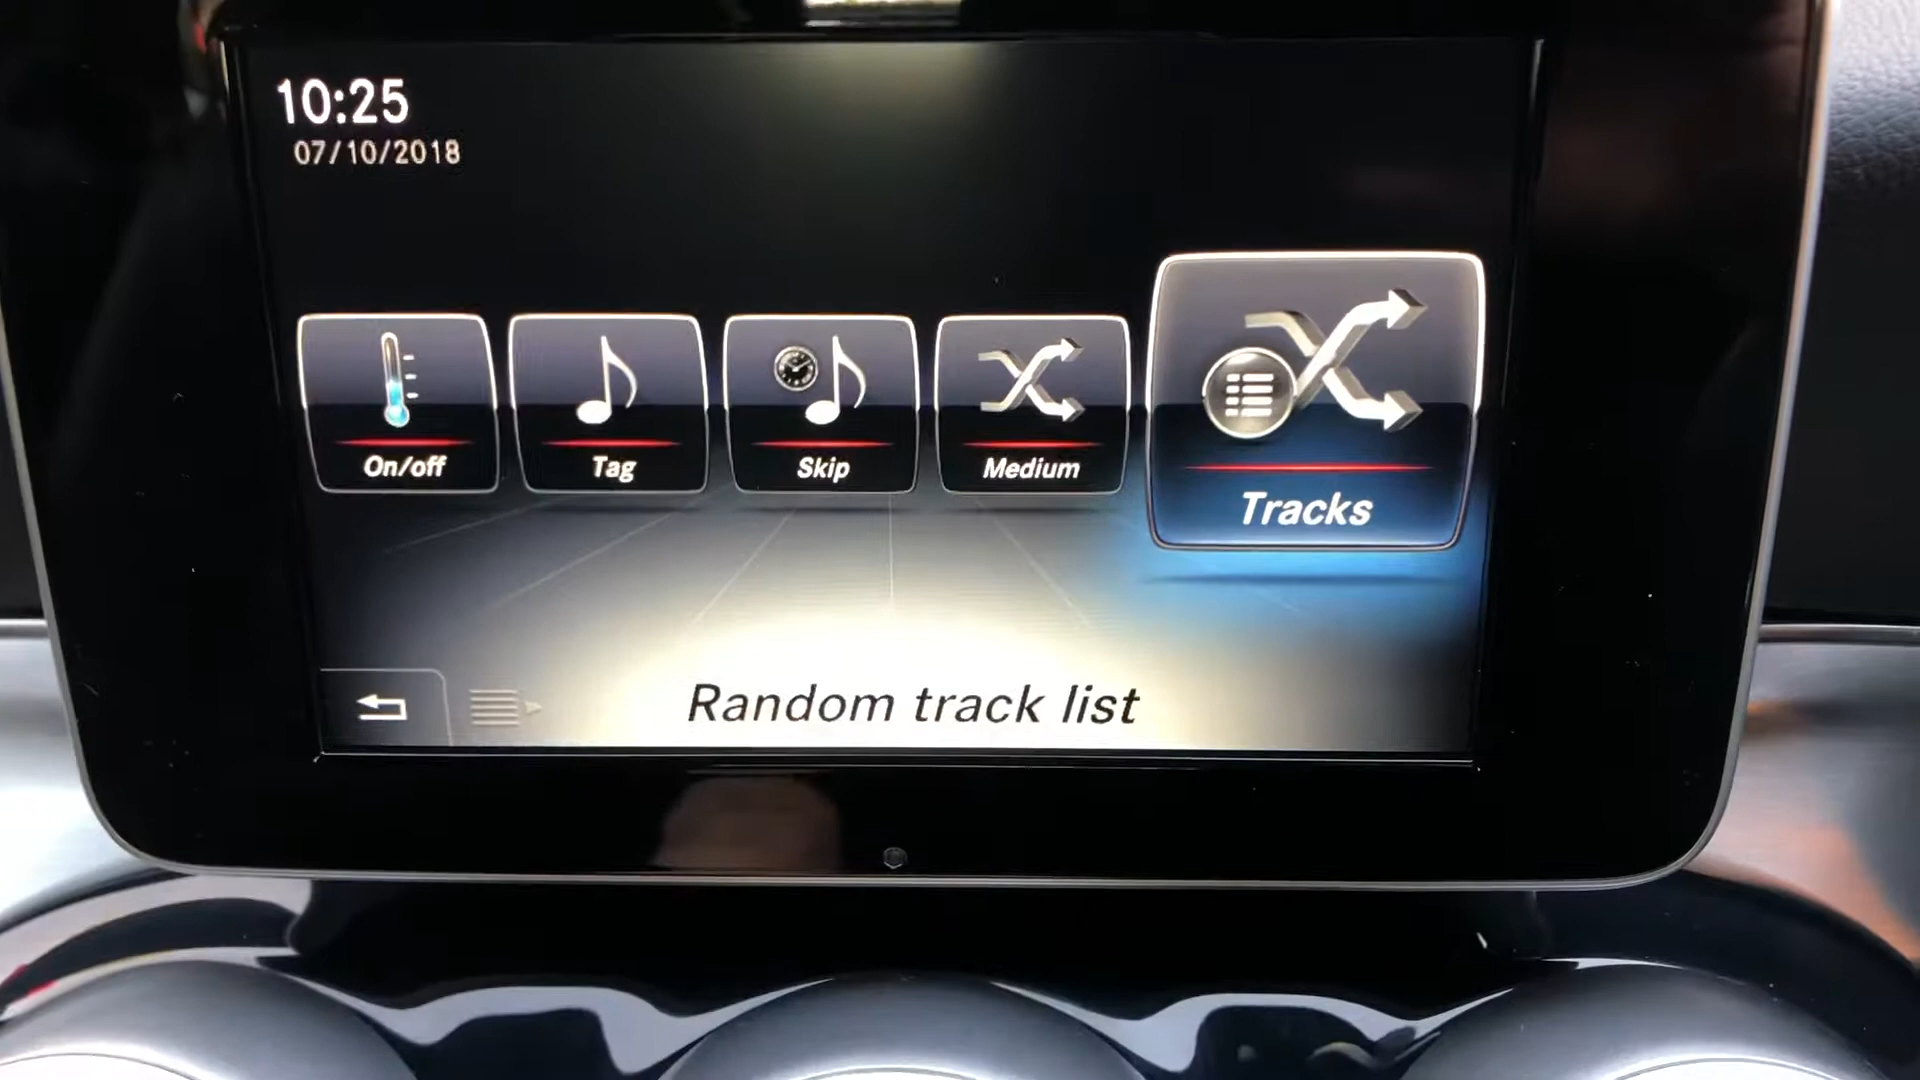 10:25
07/10/2018
On/off
Tag
Skip
Medium
Tracks
Random track list